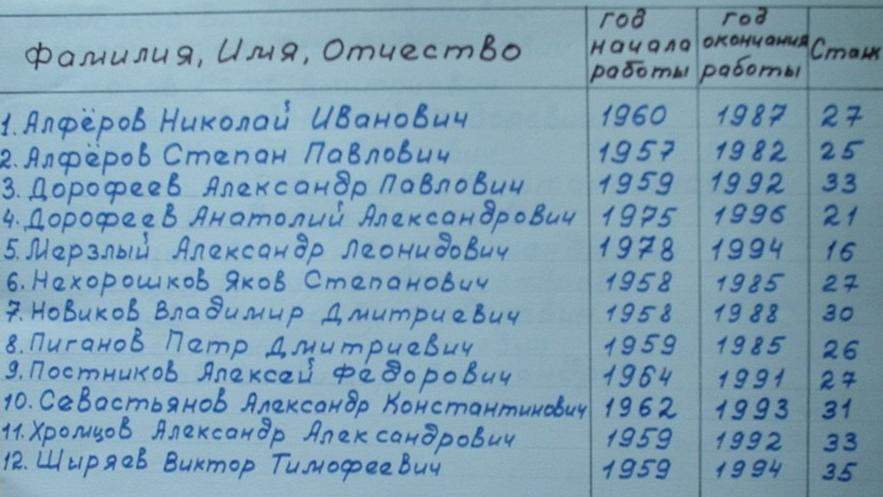 Фамилия, Имя, Отчество | год начала работы | год окончания работы | Стаж
1. Алфёров Николай Иванович 1960 1987 27
2. Алфёров Степан Павлович 1957 1982 25
3. Дорофеев Александр Павлович 1959 1992 33
4. Дорофеев Анатолий Александрович 1975 1996 21
5. Мерзлый Александр Леонидович 1978 1994 16
6. Нехорошков Яков Степанович 1958 1985 27
7. Новиков Владимир Дмитриевич 1958 1988 30
8. Пиганов Петр Дмитриевич 1959 1985 26
9. Постников Алексей Федорович 1964 1991 27
10. Севастьянов Александр Константинович 1962 1993 31
11. Хромцов Александр Александрович 1959 1992 33
12. Шыряев Виктор Тимофеевич 1959 1994 35